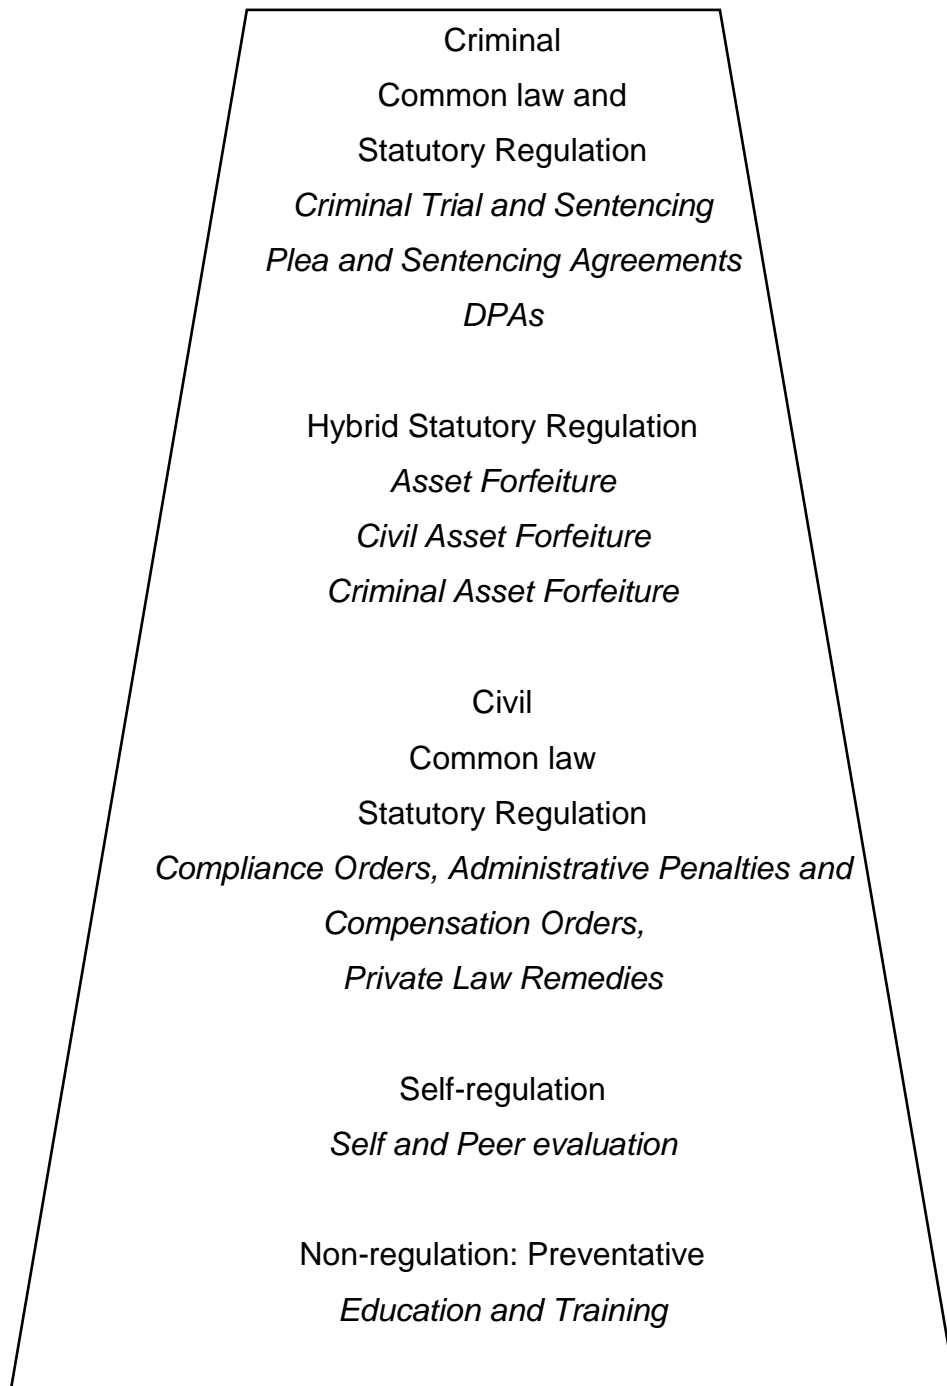 Criminal
Common law and
Statutory Regulation
Criminal Trial and Sentencing
Plea and Sentencing Agreements
DPAs
Hybrid Statutory Regulation
Asset Forfeiture
Civil Asset Forfeiture
Criminal Asset Forfeiture
Civil
Common law
Statutory Regulation
Compliance Orders, Administrative Penalties and
Compensation Orders,
Private Law Remedies
Self-regulation
Self and Peer evaluation
Non-regulation: Preventative
Education and Training